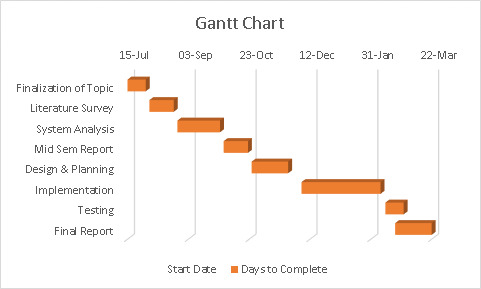 Gantt Chart
15-Jul 03-Sep 23-Oct 12-Dec 31-Jan 22-Mar
Finalization of Topic
Literature Survey
System Analysis
Mid Sem Report
Design & Planning
Implementation
Testing
Final Report
Start Date Days to Complete